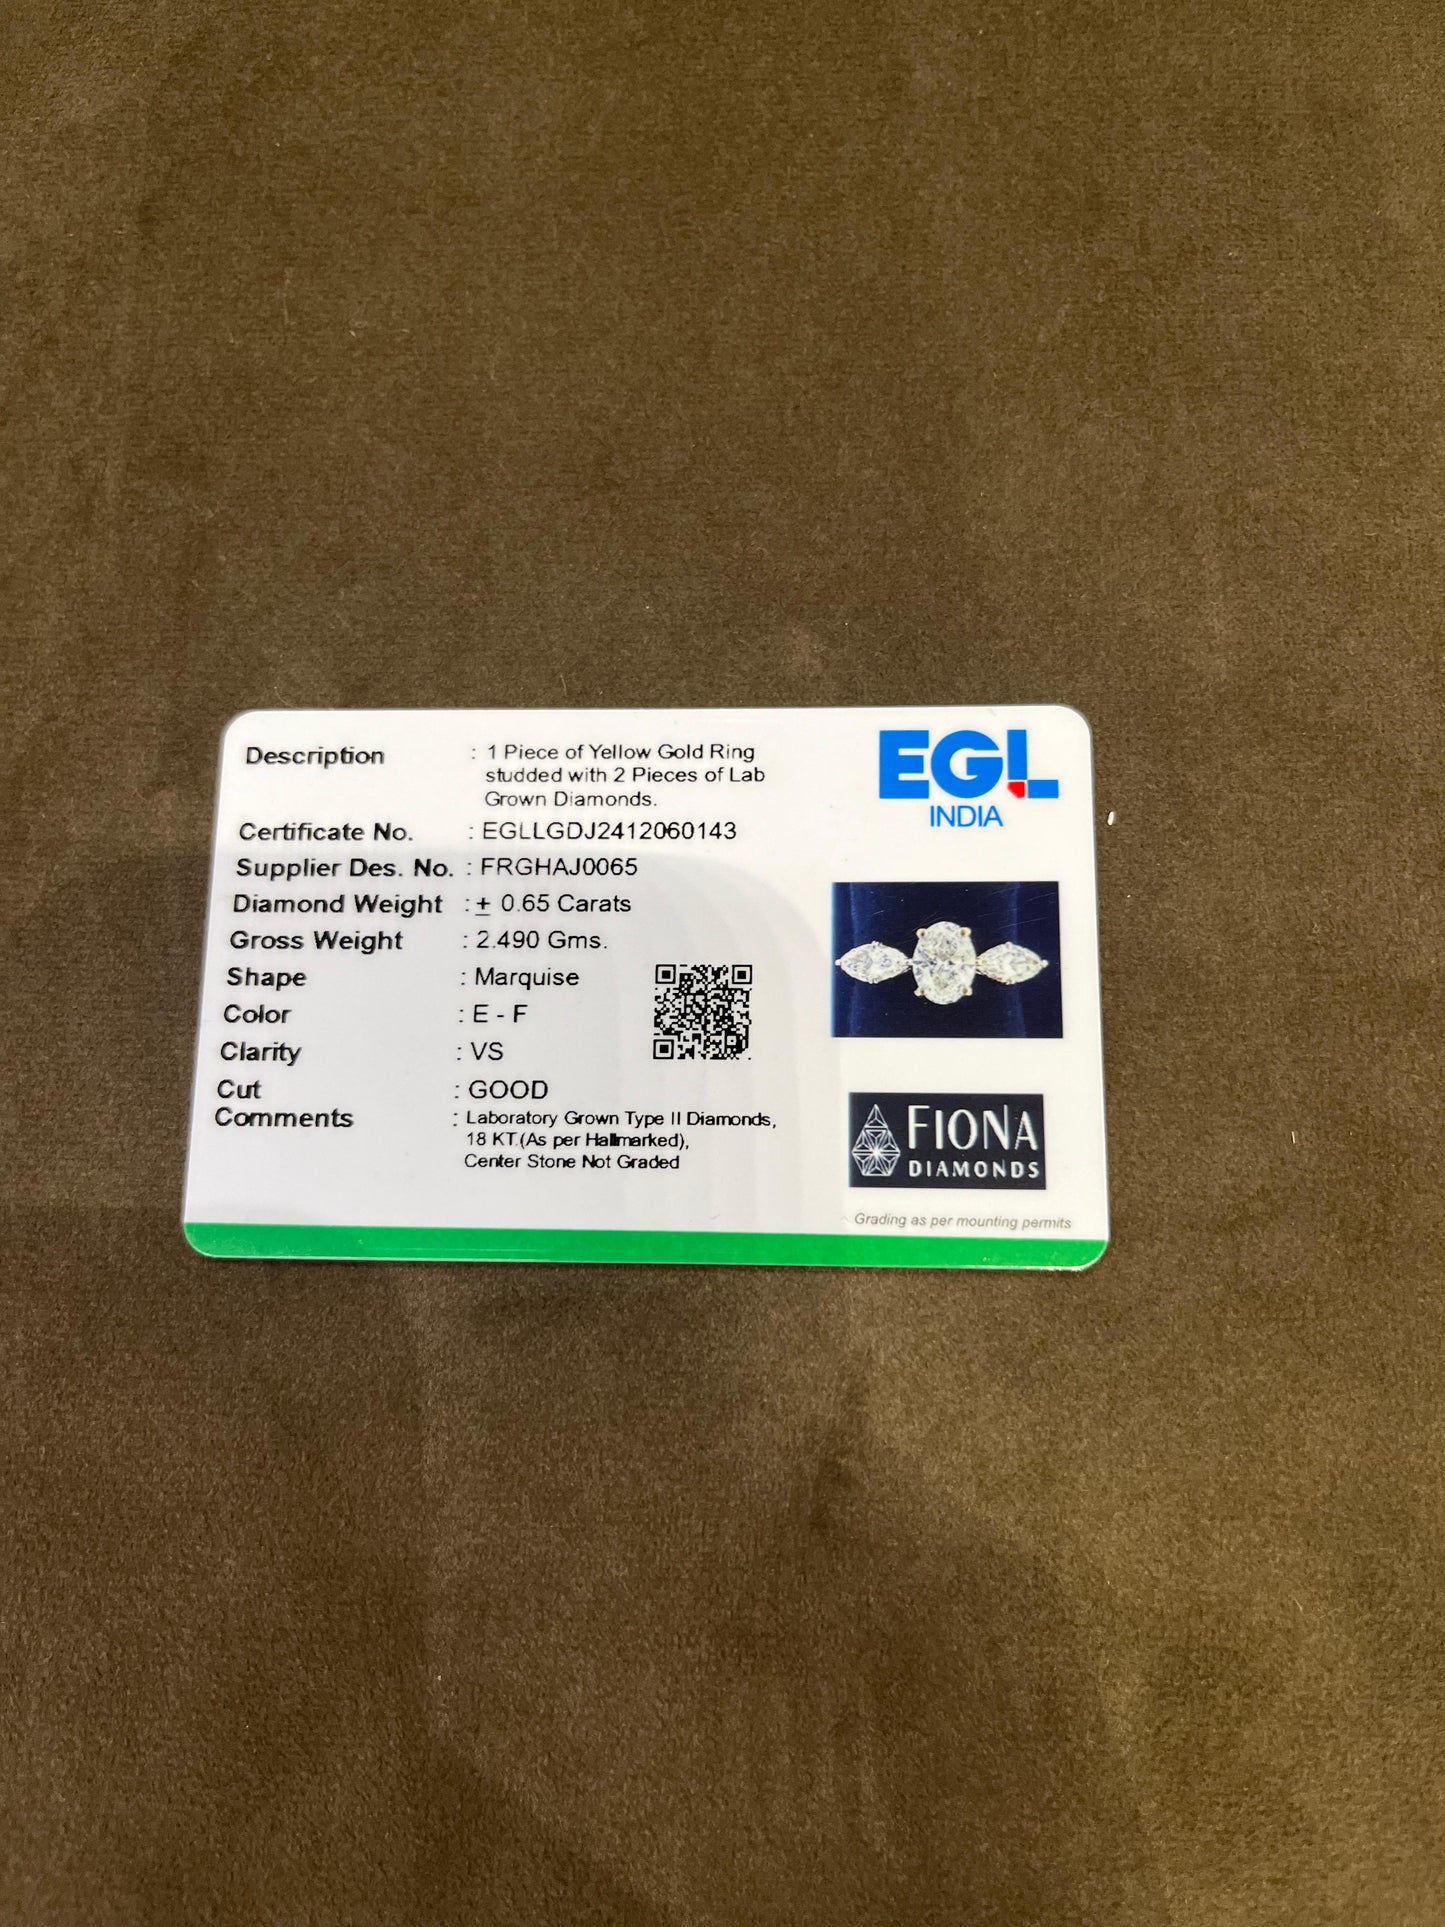 Description : 1 Piece of Yellow Gold Ring
studded with 2 Pieces of Lab
Grown Diamonds.
Certificate No. : EGLLGDJ2412060143
Supplier Des. No. : FRGHAJ0065
Diamond Weight : ± 0.65 Carats
Gross Weight : 2.490 Gms.
Shape : Marquise
Color : E - F
Clarity : VS
Cut : GOOD
Comments : Laboratory Grown Type II Diamonds,
18 KT.(As per Hallmarked),
Center Stone Not Graded
EGL
INDIA
FIONA
DIAMONDS
Grading as per mounting permits